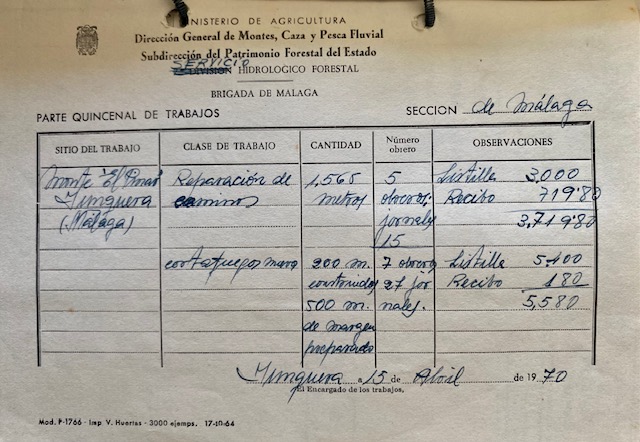 MINISTERIO DE AGRICULTURA
Dirección General de Montes, Caza y Pesca Fluvial
Subdirección del Patrimonio Forestal del Estado
SERVICIO HIDROLOGICO FORESTAL
BRIGADA DE MALAGA
PARTE QUINCENAL DE TRABAJOS
SECCION de Málaga
SITIO DEL TRABAJO CLASE DE TRABAJO CANTIDAD Número obrero OBSERVACIONES
Monte "El Pinar" Reparación de 1,565 5 Listilla 3.000
Yunquera caminos metros obreros; Recibo 719'80
(Málaga) jornales 3,719'80
15
cortafuegos nuevo 200 m. 7 obreros Listilla 5.400
construidos 27 jor Recibo 180
500 m. nales. 5,580
de margen
preparado
Yunquera a 15 de Abril de 1970
El Encargado de los trabajos.
Mod. P-1766 - Imp V. Huertas - 3000 ejemps. 17-10-64